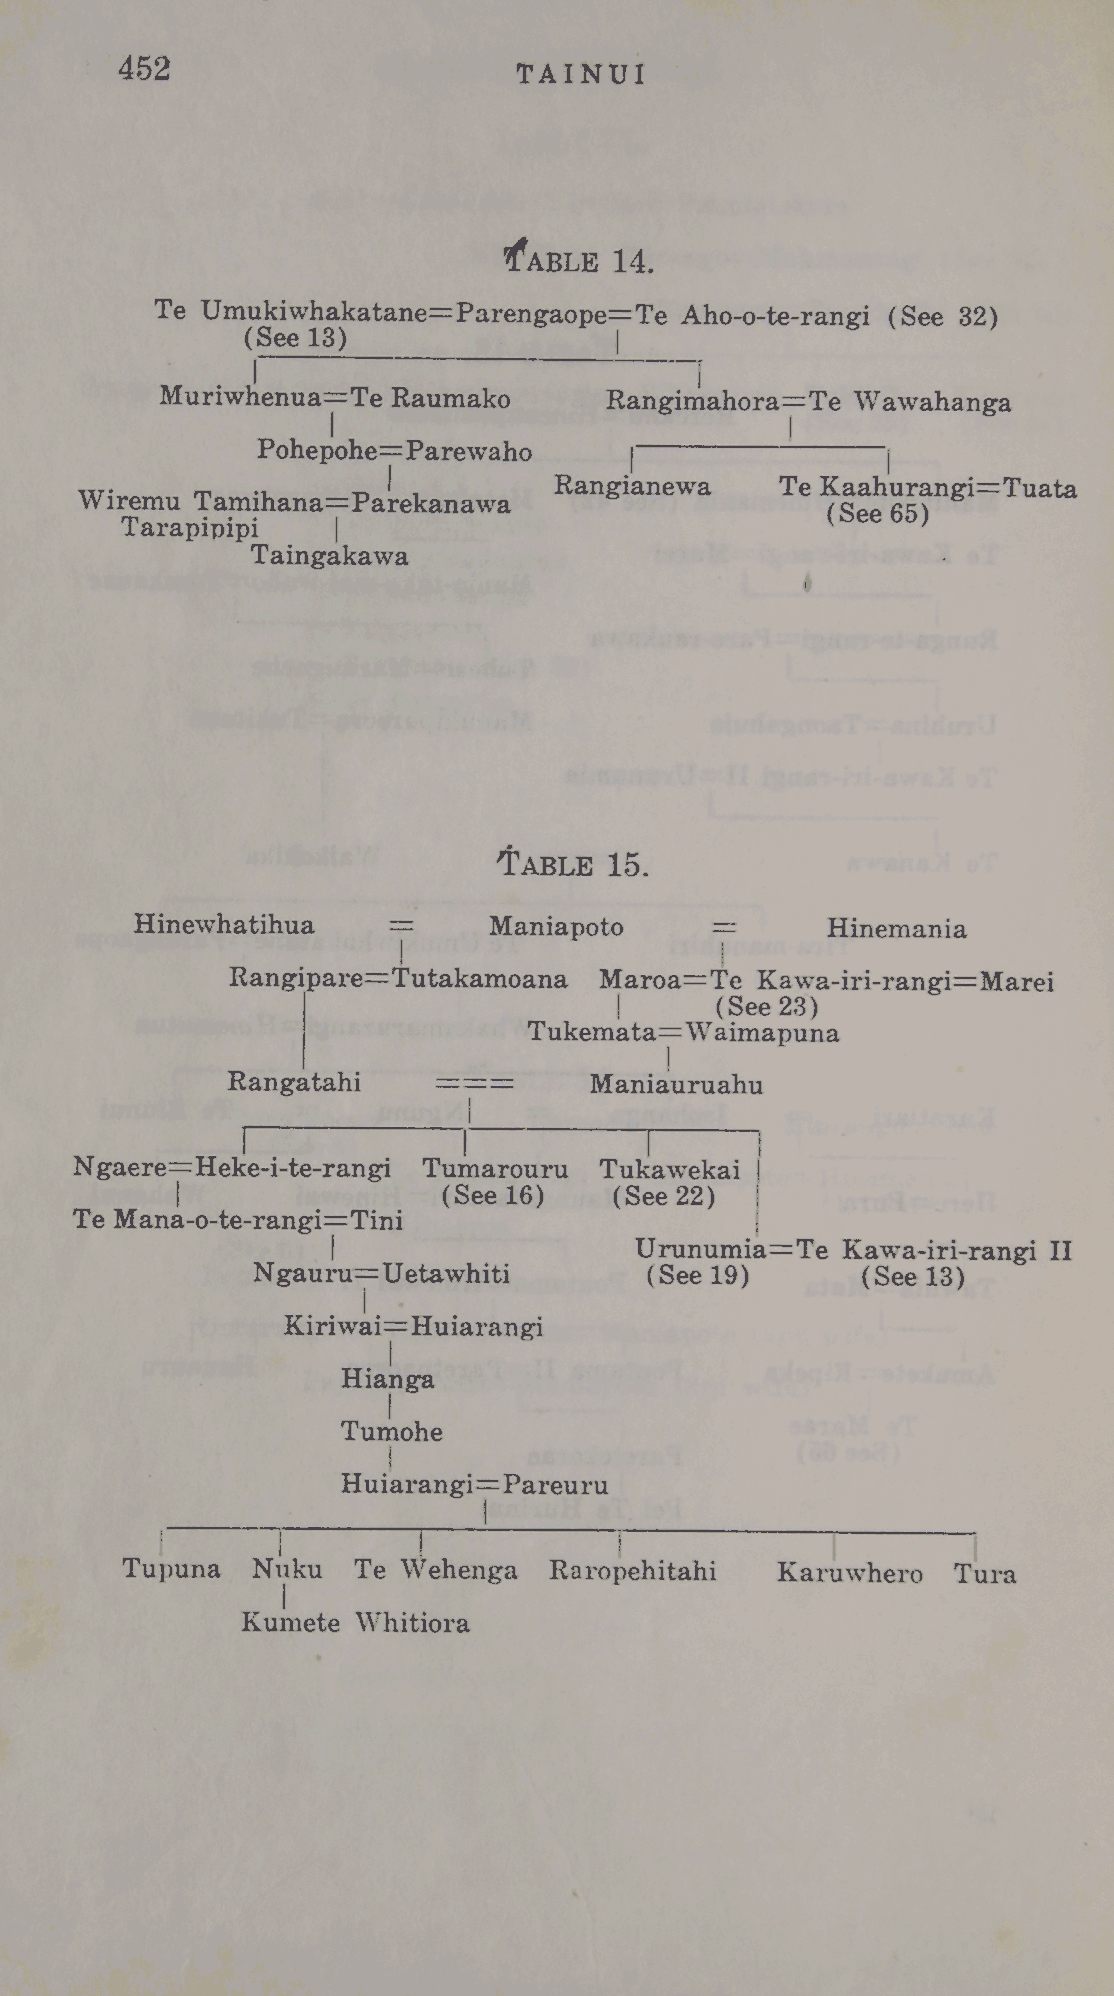 452
TAINUI
TABLE 14.
Te Umukiwhakatane=Parengaope=Te Aho-o-te-rangi (See 32)
(See 13)
Muriwhenua=Te Raumako Rangimahora=Te Wawahanga
Pohepohe=Parewaho
Rangianewa Te Kaahurangi=Tuata
(See 65)
Wiremu Tamihana=Parekanawa
Tarapipipi
Taingakawa
TABLE 15.
Hinewhatihua = Maniapoto = Hinemania
Rangipare=Tutakamoana Maroa=Te Kawa-iri-rangi=Marei
(See 23)
Tukemata=Waimapuna
Rangatahi === Maniauruahu
Ngaere=Heke-i-te-rangi Tumarouru Tukawekai
(See 16) (See 22)
Te Mana-o-te-rangi=Tini
Urunumia=Te Kawa-iri-rangi II
(See 19) (See 13)
Ngauru=Uetawhiti
Kiriwai=Huiarangi
Hianga
Tumohe
Huiarangi=Pareuru
Tupuna Nuku Te Wehenga Raropehitahi Karuwhero Tura
Kumete Whitiora